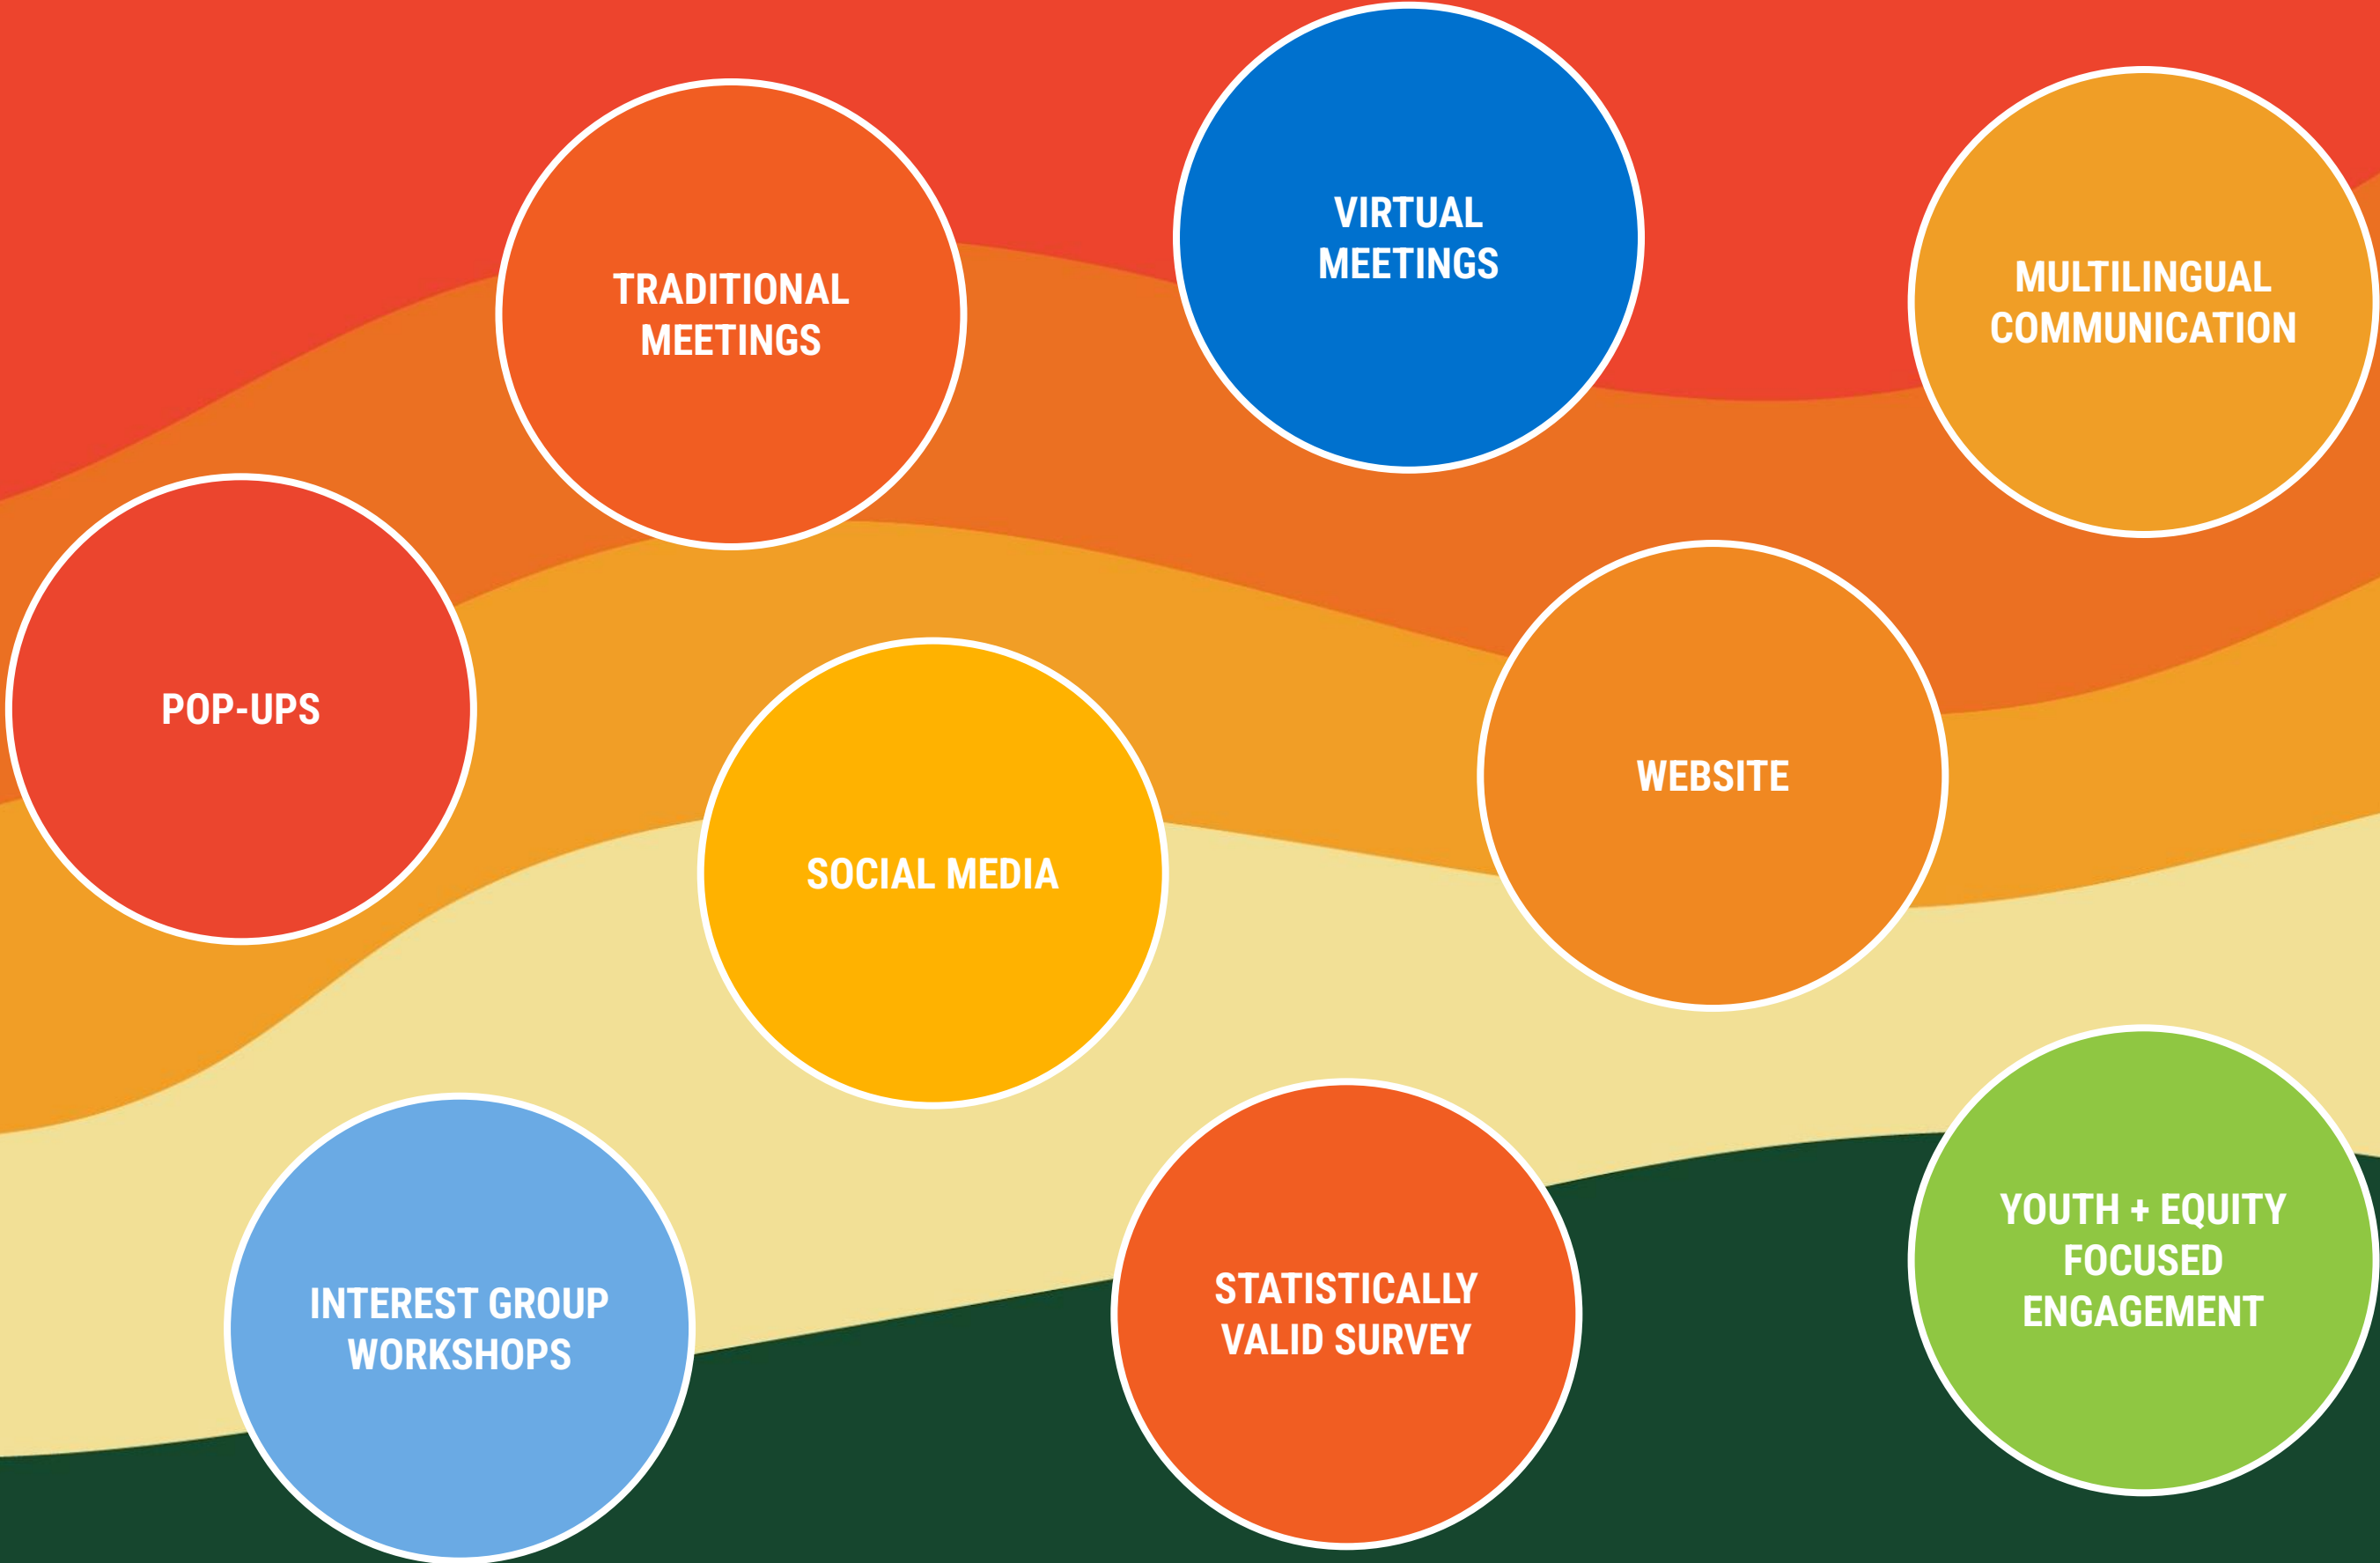 TRADITIONAL
MEETINGS
VIRTUAL
MEETINGS
MULTILINGUAL
COMMUNICATION
POP-UPS
SOCIAL MEDIA
WEBSITE
INTEREST GROUP
WORKSHOPS
STATISTICALLY
VALID SURVEY
YOUTH + EQUITY
FOCUSED
ENGAGEMENT